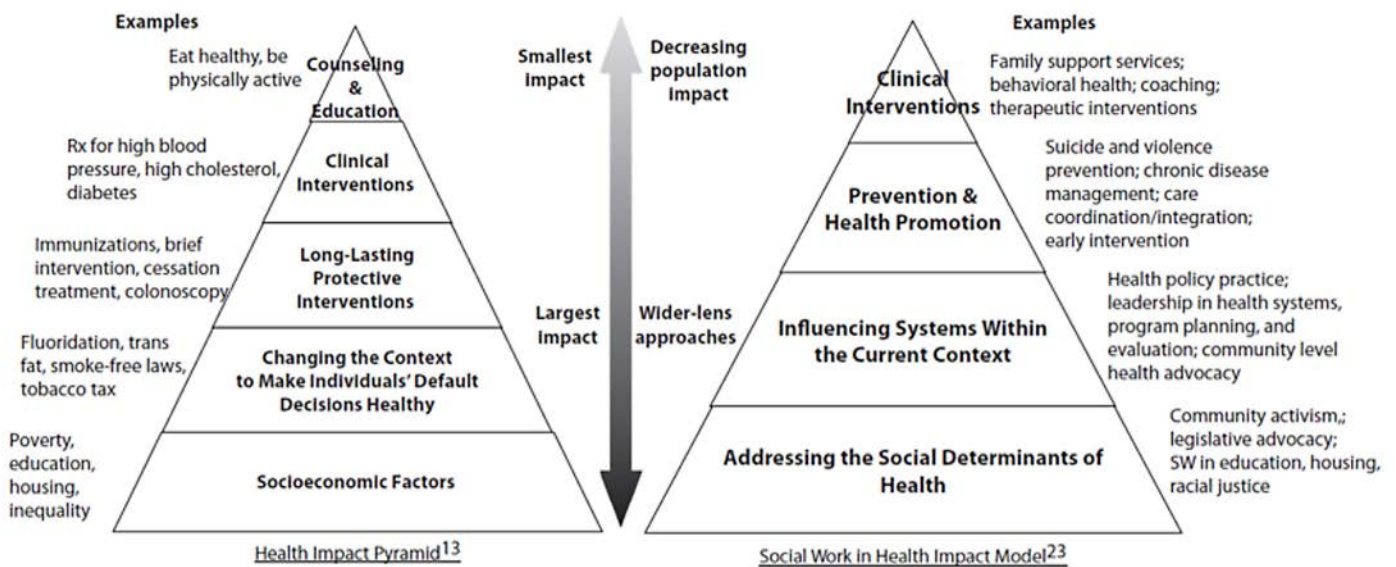 Examples
Eat healthy, be
physically active
Counseling
&
Education
Rx for high blood
pressure, high cholesterol,
diabetes
Clinical
Interventions
Immunizations, brief
intervention, cessation
treatment, colonoscopy
Long-Lasting
Protective
Interventions
Fluoridation, trans
fat, smoke-free laws,
tobacco tax
Changing the Context
to Make Individuals’ Default
Decisions Healthy
Poverty,
education,
housing,
inequality
Socioeconomic Factors
Health Impact Pyramid13
Smallest
impact
Decreasing
population
impact
Largest
impact
Wider-lens
approaches
Examples
Clinical
Interventions
Family support services;
behavioral health; coaching;
therapeutic interventions
Prevention &
Health Promotion
Suicide and violence
prevention; chronic disease
management; care
coordination/integration;
early intervention
Influencing Systems Within
the Current Context
Health policy practice;
leadership in health systems,
program planning, and
evaluation; community level
health advocacy
Addressing the Social Determinants of
Health
Community activism,;
legislative advocacy;
SW in education, housing,
racial justice
Social Work in Health Impact Model23